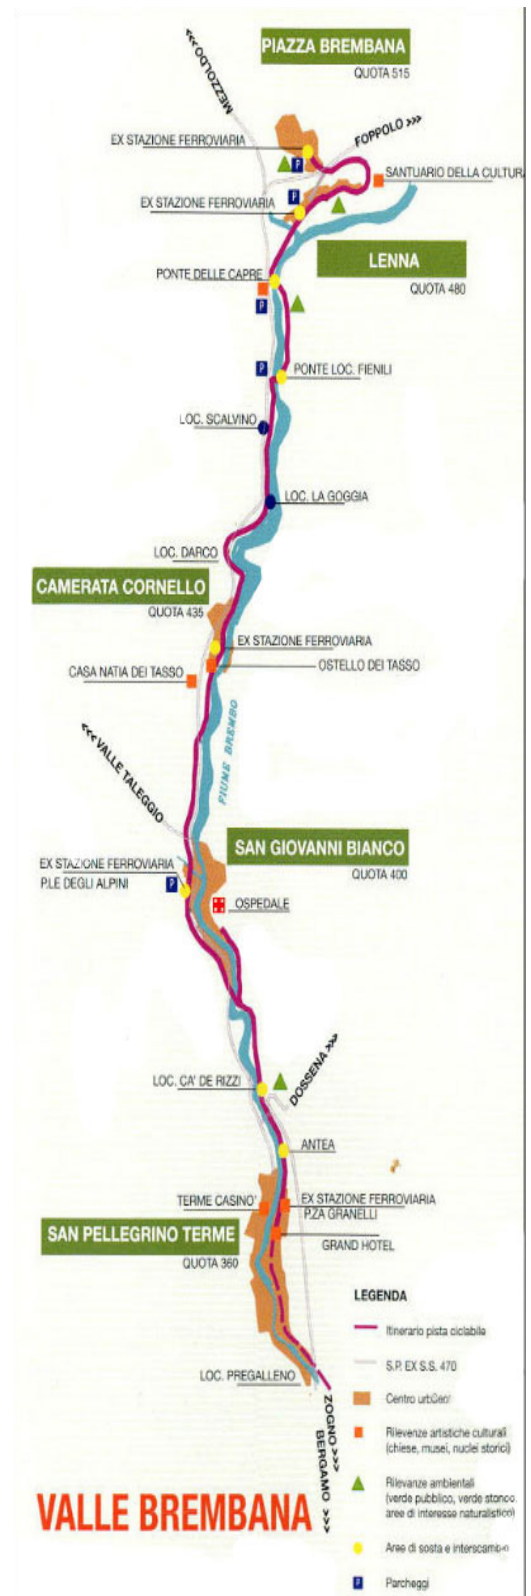 PIAZZA BREMBANA
QUOTA 515
MEZZOLDO >>>
EX STAZIONE FERROVIARIA
FOPPOLO >>>
P
SANTUARIO DELLA CULTURA
P
EX STAZIONE FERROVIARIA
LENNA
QUOTA 480
PONTE DELLE CAPRE
P
P
PONTE LOC. FIENILI
LOC. SCALVINO
LOC. LA GOGGIA
LOC. DARCO
CAMERATA CORNELLO
QUOTA 435
EX STAZIONE FERROVIARIA
OSTELLO DEI TASSO
CASA NATIA DEI TASSO
FIUME BREMBO
<<< VALLE TALEGGIO
SAN GIOVANNI BIANCO
QUOTA 400
EX STAZIONE FERROVIARIA
P.LE DEGLI ALPINI
P
OSPEDALE
DOSSENA >>>
LOC. CA' DE RIZZI
ANTEA
TERME CASINO'
EX STAZIONE FERROVIARIA
P.ZA GRANELLI
SAN PELLEGRINO TERME
GRAND HOTEL
QUOTA 360
LEGENDA
Itinerario pista ciclabile
S.P. EX S.S. 470
LOC. PREGALLENO
Centro
ZOGNO >>>
BERGAMO >>>
Rilevenze artistiche culturali
(chiese, musei, nuclei storici)
Rilevanze ambientali
(verde pubblico, verde storico,
aree di interesse naturalistico)
VALLE BREMBANA
Aree di sosta e interscambio
P
Parcheggi